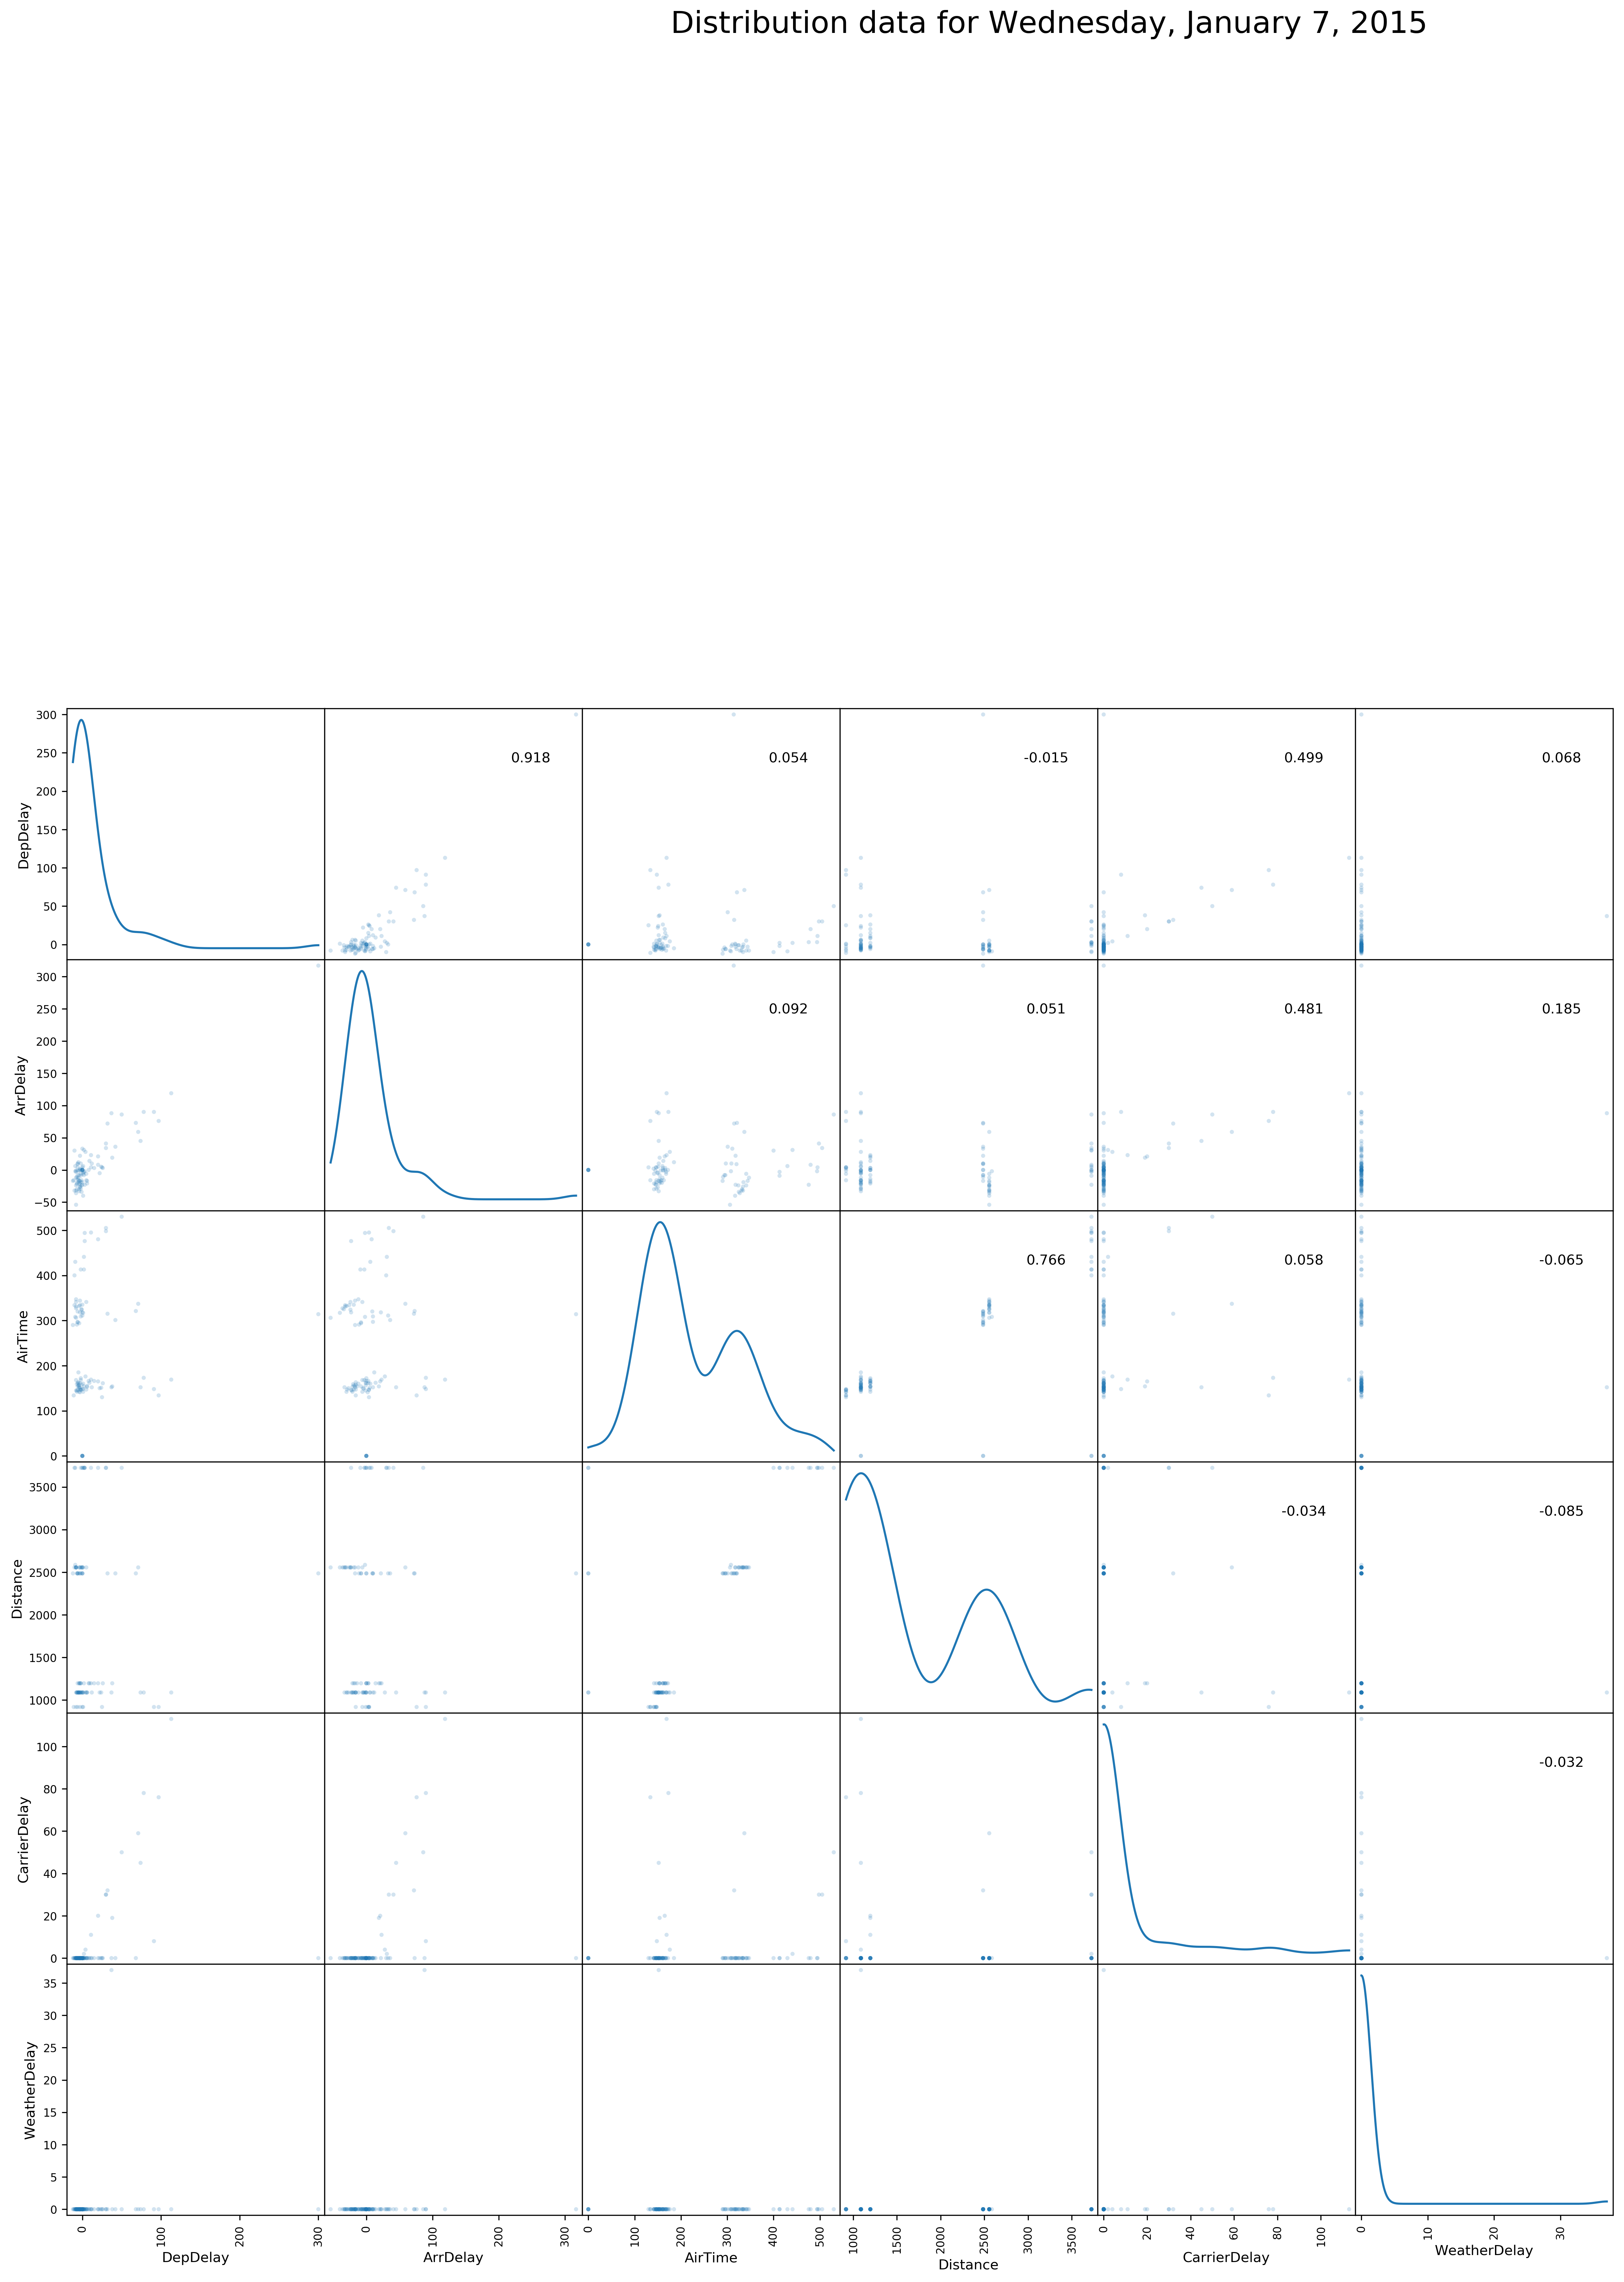 Distribution data for Wednesday, January 7, 2015
300
250
200
150
100
50
0
DepDelay
0.918
0.054
-0.015
0.499
0.068
300
250
200
150
100
50
0
−50
ArrDelay
0.092
0.051
0.481
0.185
500
400
300
200
100
0
AirTime
0.766
0.058
-0.065
3500
3000
2500
2000
1500
1000
Distance
-0.034
-0.085
100
80
60
40
20
0
CarrierDelay
-0.032
35
30
25
20
15
10
5
0
WeatherDelay
0 100 200 300
0 100 200 300
0 100 200 300 400 500
1000 1500 2000 2500 3000 3500
0 20 40 60 80 100
0 10 20 30
DepDelay
ArrDelay
AirTime
Distance
CarrierDelay
WeatherDelay